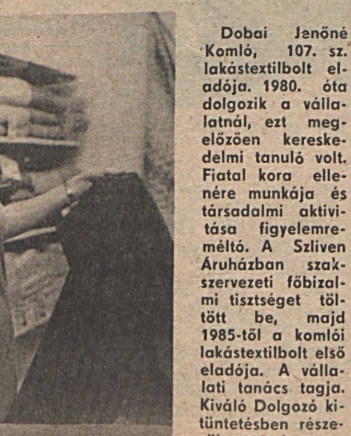 Dobai Jenőné
Komló, 107. sz.
lakástextilbolt el-
adója. 1980. óta
dolgozik a válla-
latnál, ezt meg-
előzően kereske-
delmi tanuló volt.
Fiatal kora elle-
nére munkája és
társadalmi aktivi-
tása figyelemre-
méltó. A Szliven
Áruházban szak-
szervezeti főbizal-
mi tisztséget töl-
tött be, majd
1985-től a komlói
lakástextilbolt első
eladója. A válla-
lati tanács tagja.
Kiváló Dolgozó ki-
tüntetésben része-